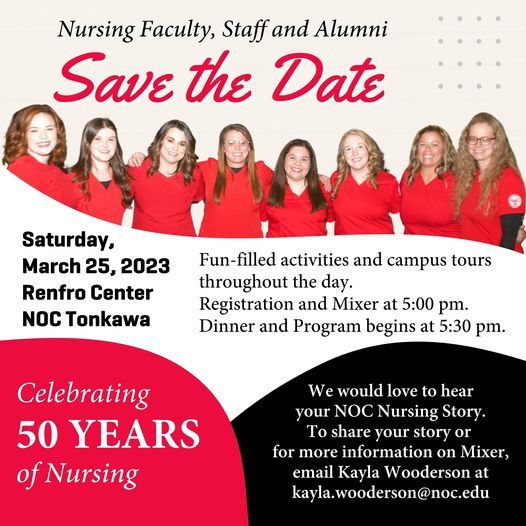 Nursing Faculty, Staff and Alumni
Save the Date
Saturday,
March 25, 2023
Renfro Center
NOC Tonkawa
Fun-filled activities and campus tours
throughout the day.
Registration and Mixer at 5:00 pm.
Dinner and Program begins at 5:30 pm.
Celebrating
50 YEARS
of Nursing
We would love to hear
your NOC Nursing Story.
To share your story or
for more information on Mixer,
email Kayla Wooderson at
kayla.wooderson@noc.edu